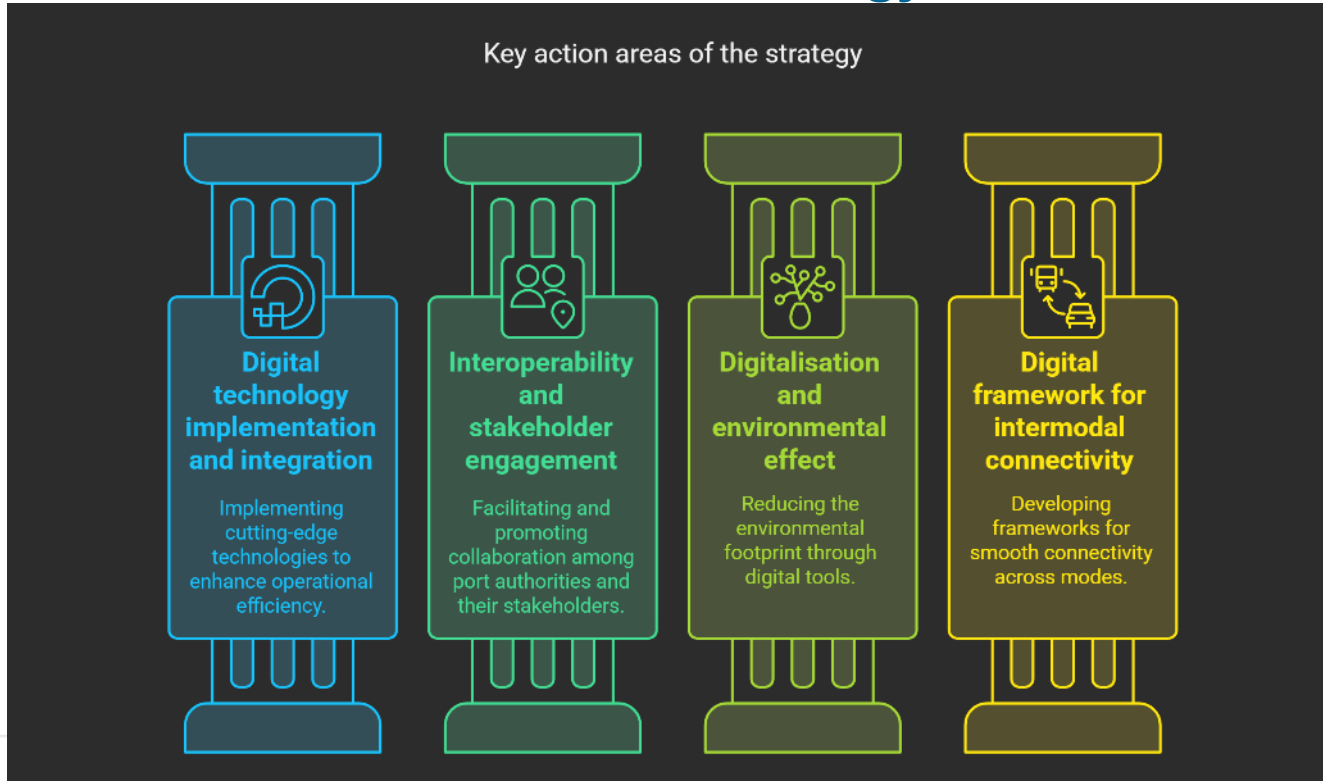 Key action areas of the strategy
Digital
technology
implementation
and integration
Implementing
cutting-edge
technologies to
enhance operational
efficiency.
Interoperability
and
stakeholder
engagement
Facilitating and
promoting
collaboration among
port authorities and
their stakeholders.
Digitalisation
and
environmental
effect
Reducing the
environmental
footprint through
digital tools.
Digital
framework for
intermodal
connectivity
Developing
frameworks for
smooth connectivity
across modes.